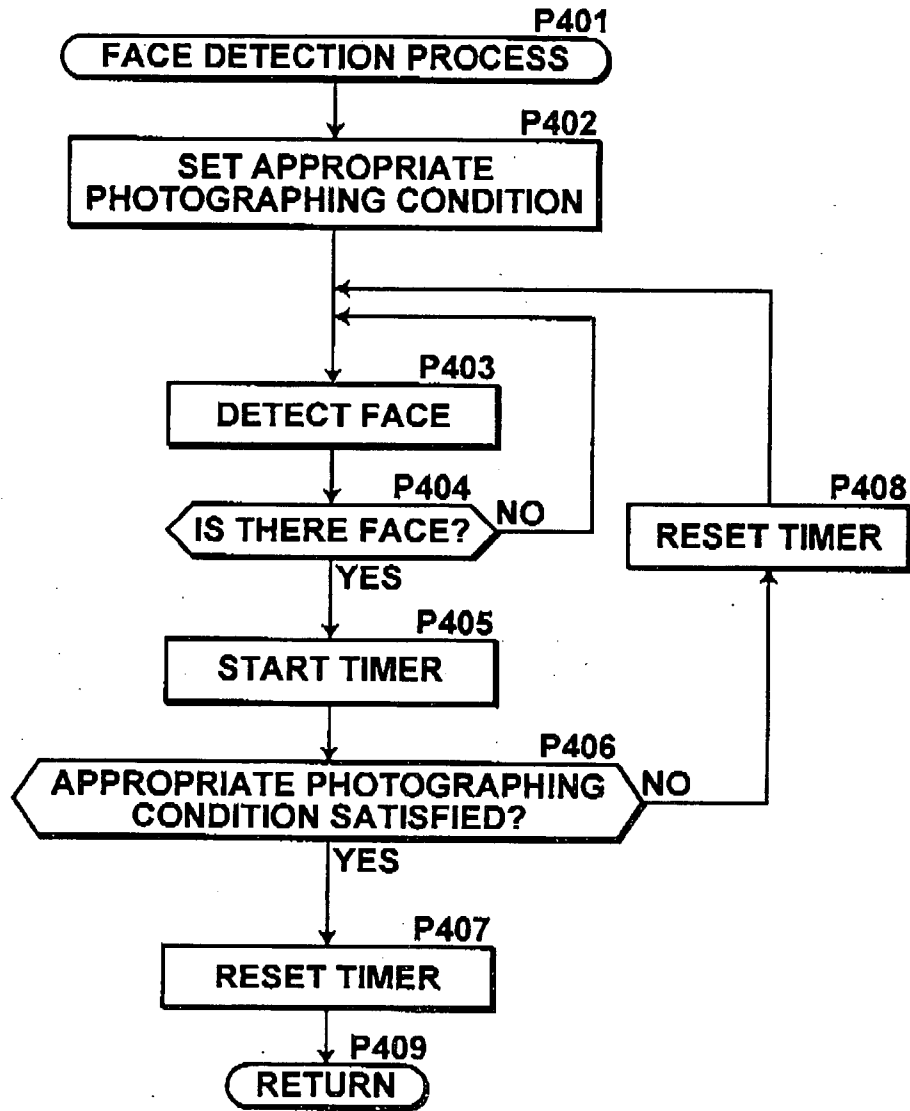 P401
FACE DETECTION PROCESS
P402
SET APPROPRIATE
PHOTOGRAPHING CONDITION
P403
DETECT FACE
P404
IS THERE FACE?
NO
YES
P408
RESET TIMER
P405
START TIMER
P406
APPROPRIATE PHOTOGRAPHING
CONDITION SATISFIED?
NO
YES
P407
RESET TIMER
P409
RETURN